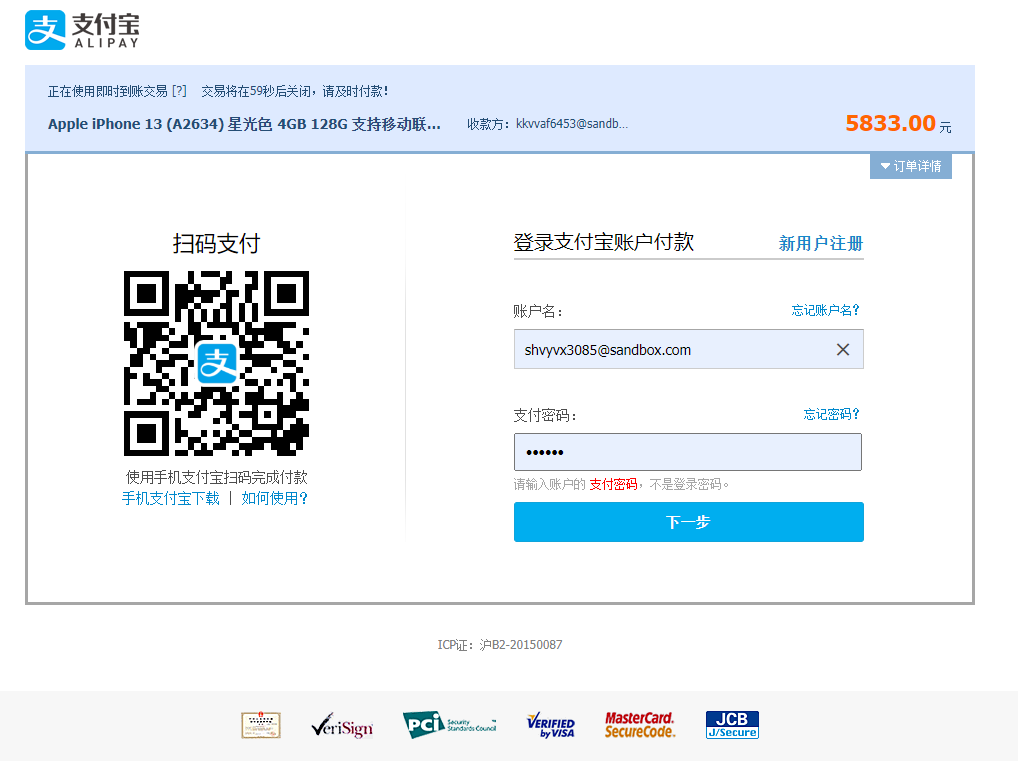 支付宝
ALIPAY
正在使用即时到账交易 [?] 交易将在59秒后关闭，请及时付款！
Apple iPhone 13 (A2634) 星光色 4GB 128G 支持移动联... 收款方：kkvvaf6453@sandb... 5833.00 元
订单详情
扫码支付
登录支付宝账户付款 新用户注册
账户名： 忘记账户名？
shvyvx3085@sandbox.com
支付密码： 忘记密码？
••••••
请输入账户的 支付密码，不是登录密码。
下一步
使用手机支付宝扫码完成付款
手机支付宝下载 | 如何使用？
ICP证：沪B2-20150087
VeriSign
PCI Security Standards Council
VERIFIED by VISA
MasterCard. SecureCode.
JCB J/Secure